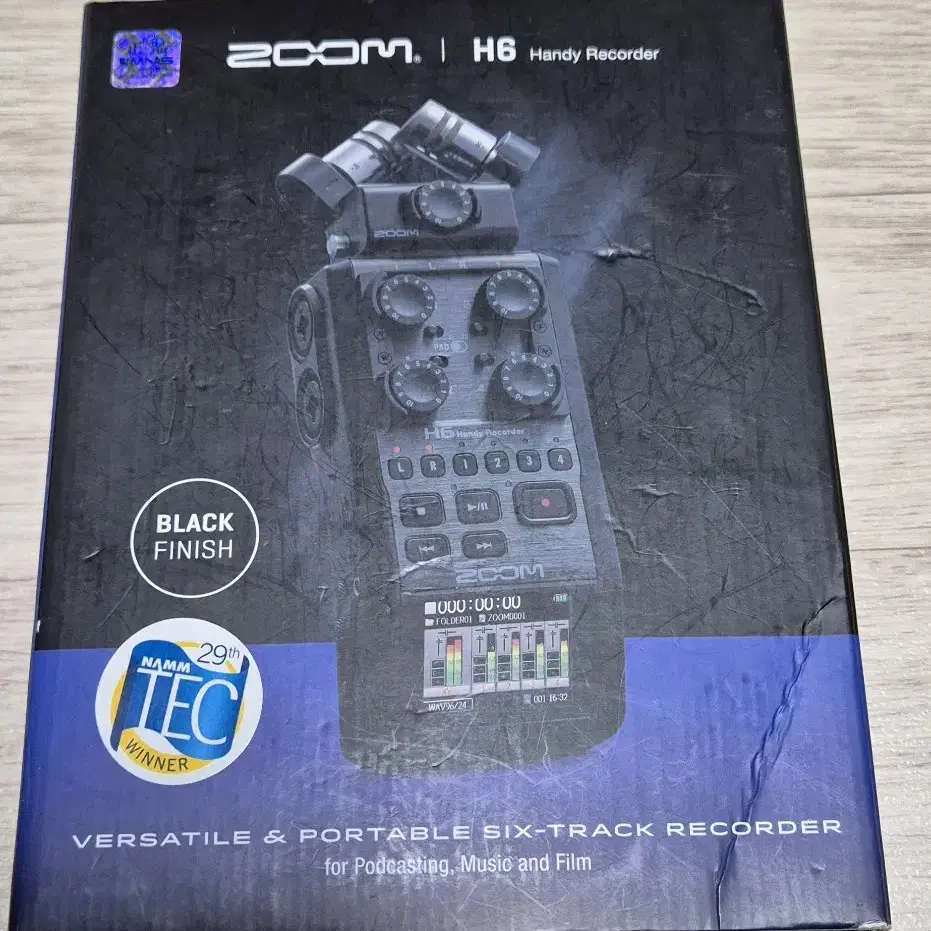 ZOOM® | H6 Handy Recorder
ZOOM
PAD
H6 Handy Recorder
L R 1 2 3 4
ZOOM
000:00:00
FOLDER01 ZOOM0001
WAV96/24 001 16:32
BLACK
FINISH
NAMM 29th
TEC
WINNER
VERSATILE & PORTABLE SIX-TRACK RECORDER
for Podcasting, Music and Film